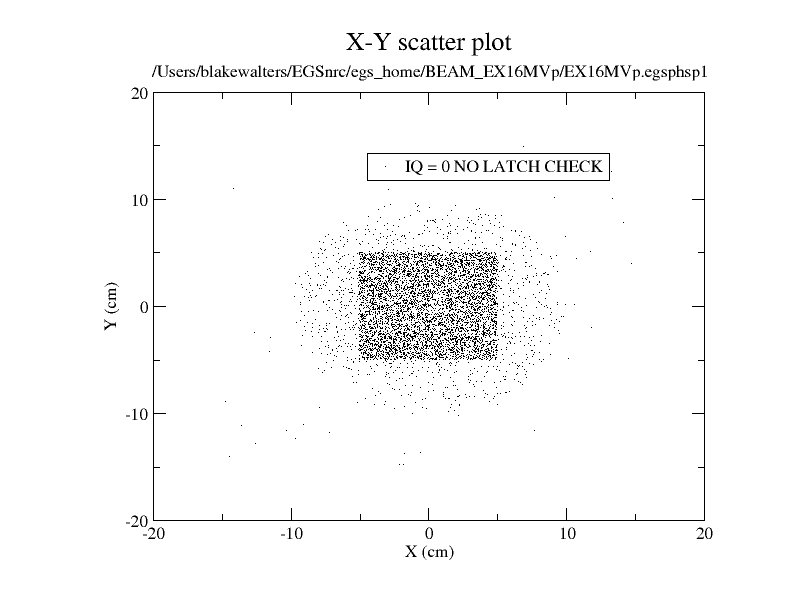 X-Y scatter plot
/Users/blakewalters/EGSnrc/egs_home/BEAM_EX16MVp/EX16MVp.egsphsp1
20
IQ = 0 NO LATCH CHECK
10
Y (cm)
0
-10
-20
-20 -10 0 10 20
X (cm)